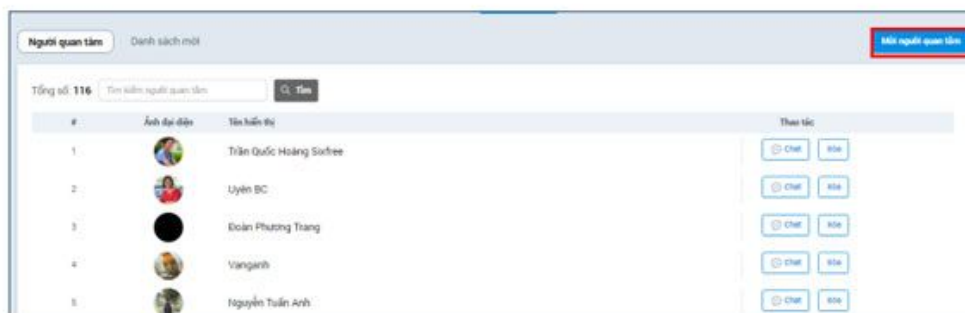 Người quan tâm Danh sách mời Mời người quan tâm
Tổng số: 116 Tìm kiếm người quan tâm Tìm
# Ảnh đại diện Tên hiển thị Thao tác
1 Trần Quốc Hoàng Sixfree Chat Xóa
2 Uyên BC Chat Xóa
3 Đoàn Phương Trang Chat Xóa
4 Vanganh Chat Xóa
5 Nguyễn Tuấn Anh Chat Xóa